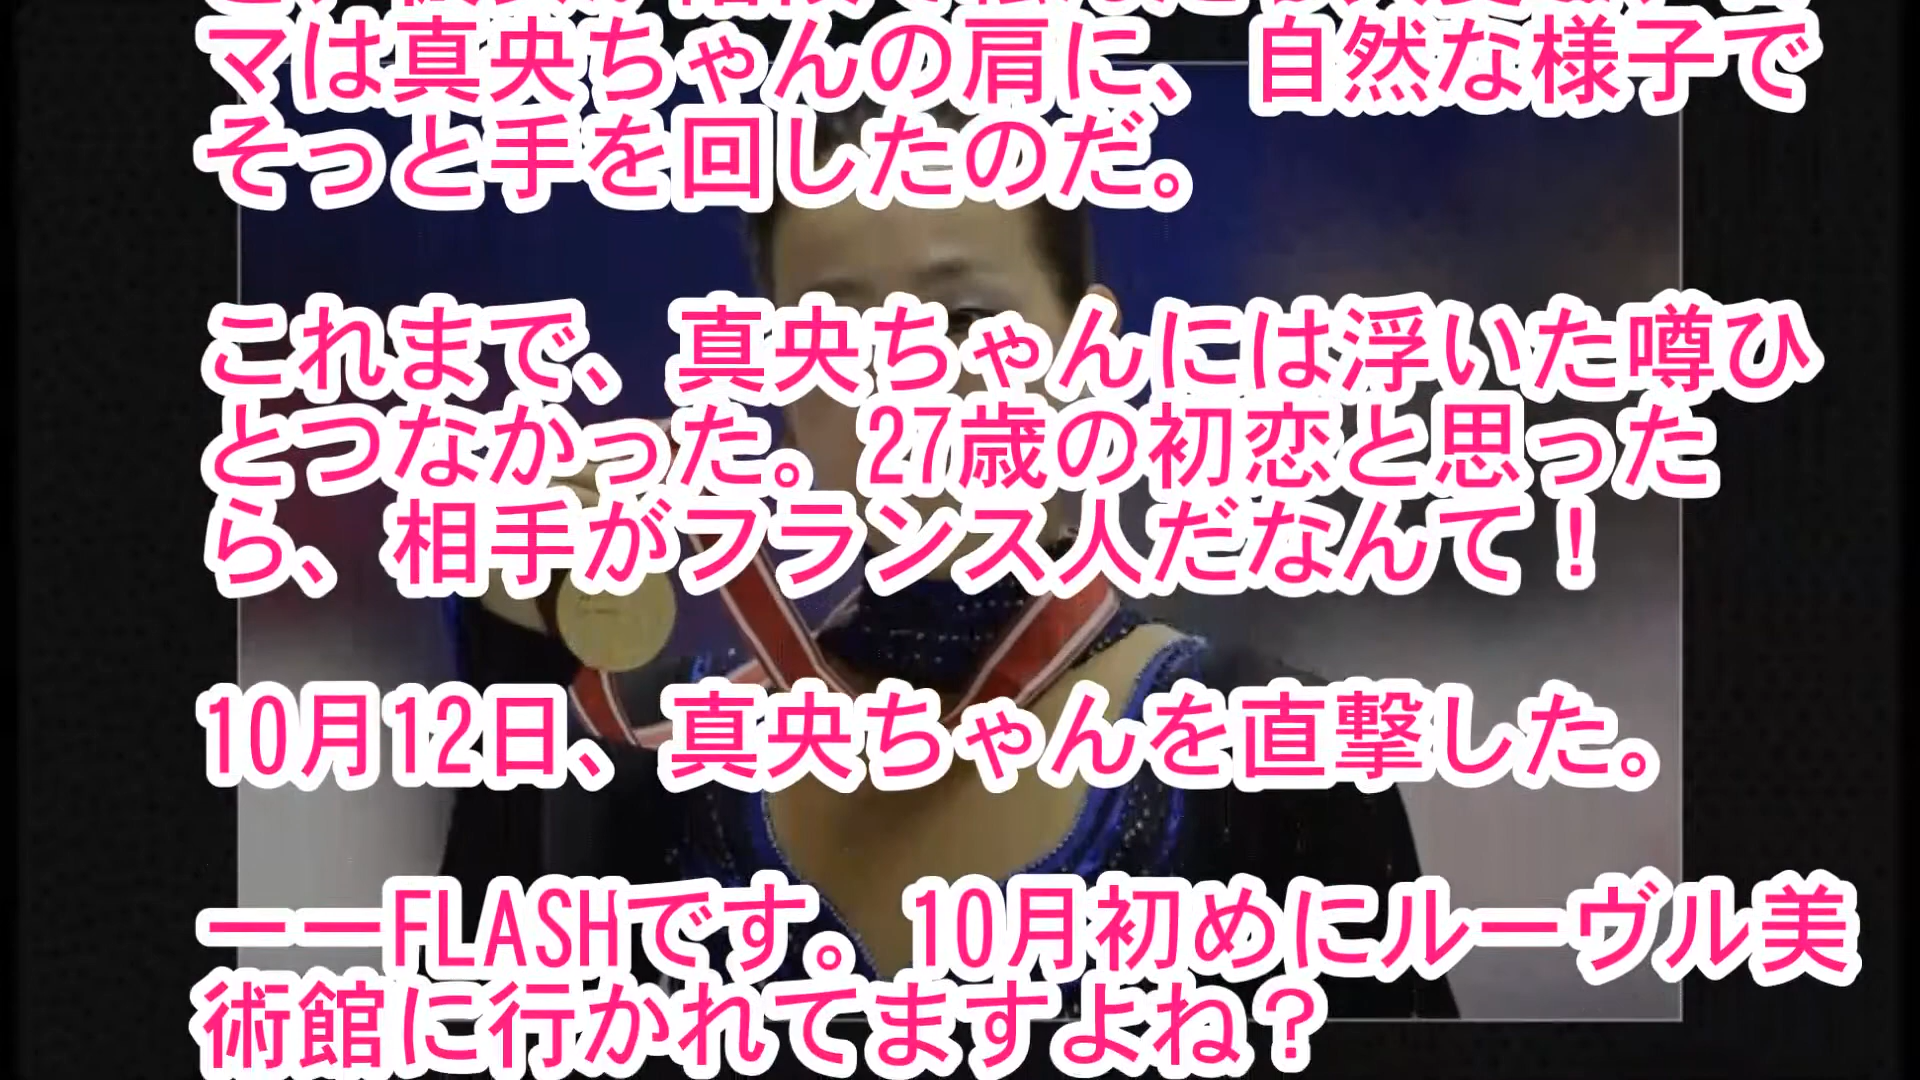 マは真央ちゃんの肩に、自然な様子で
そっと手を回したのだ。
これまで、真央ちゃんには浮いた噂ひ
とつなかった。27歳の初恋と思った
ら、相手がフランス人だなんて！
10月12日、真央ちゃんを直撃した。
ーーFLASHです。10月初めにルーヴル美
術館に行かれてますよね？